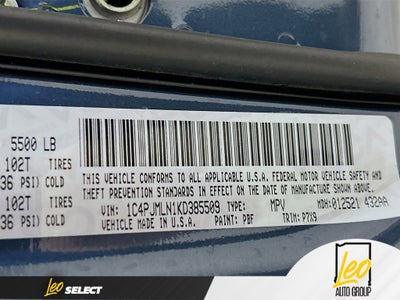 5500 LB
102T TIRES
36 PSI) COLD
102T TIRES
36 PSI) COLD
THIS VEHICLE CONFORMS TO ALL APPLICABLE U.S.A. FEDERAL MOTOR VEHICLE SAFETY AND
THEFT PREVENTION STANDARDS IN EFFECT ON THE DATE OF MANUFACTURE SHOWN ABOVE.
VIN: 1C4PJMLN1KD385509 MPV MDH:012521 432AA
VEHICLE MADE IN U.S.A. PAINT: PBF TRIM: P7X9
Leo SELECT
Leo
AUTO GROUP